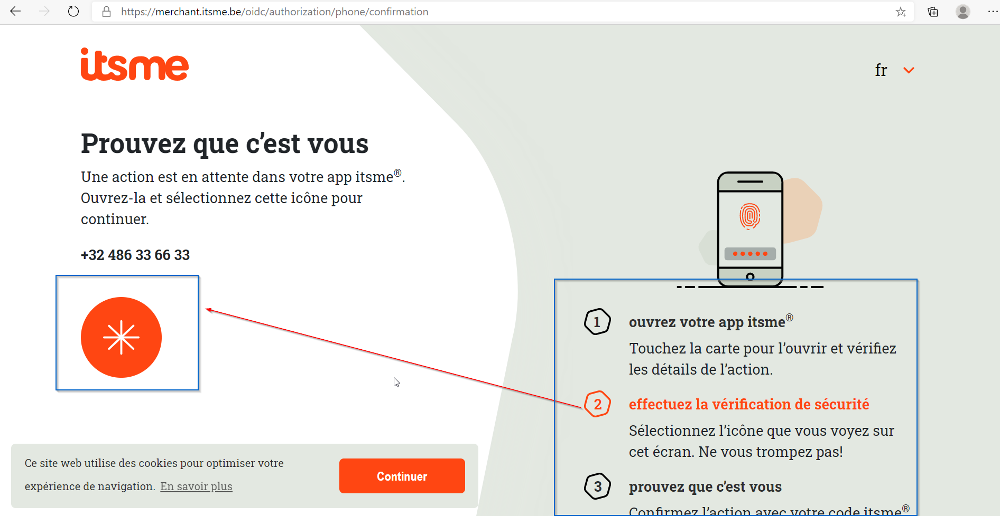 https://merchant.itsme.be/oidc/authorization/phone/confirmation
itsme
fr
Prouvez que c’est vous
Une action est en attente dans votre app itsme®.
Ouvrez-la et sélectionnez cette icône pour
continuer.
+32 486 33 66 33
1
ouvrez votre app itsme®
Touchez la carte pour l’ouvrir et vérifiez
les détails de l’action.
2
effectuez la vérification de sécurité
Sélectionnez l’icône que vous voyez sur
cet écran. Ne vous trompez pas!
3
prouvez que c’est vous
Confirmez l’action avec votre code itsme®
Ce site web utilise des cookies pour optimiser votre
expérience de navigation. En savoir plus
Continuer